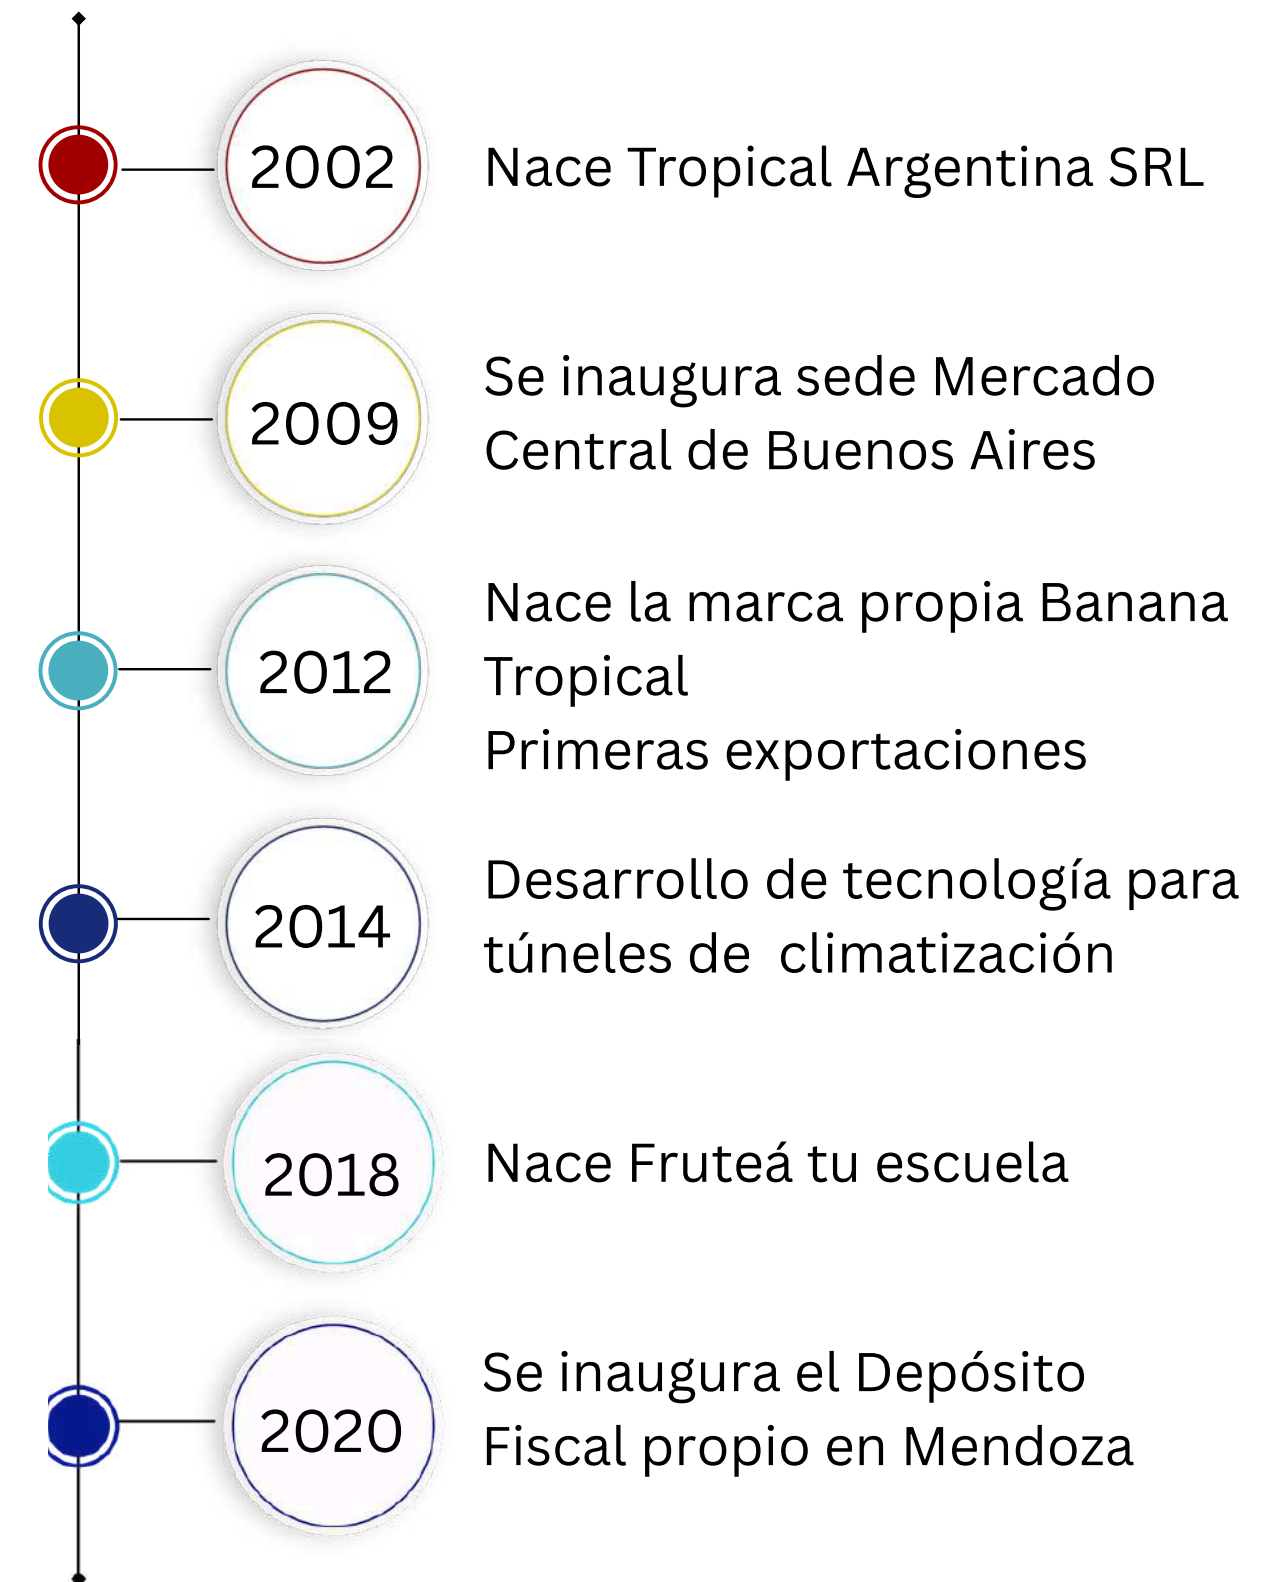 2002
Nace Tropical Argentina SRL
2009
Se inaugura sede Mercado
Central de Buenos Aires
2012
Nace la marca propia Banana
Tropical
Primeras exportaciones
2014
Desarrollo de tecnología para
túneles de  climatización
2018
Nace Fruteá tu escuela
2020
Se inaugura el Depósito
Fiscal propio en Mendoza